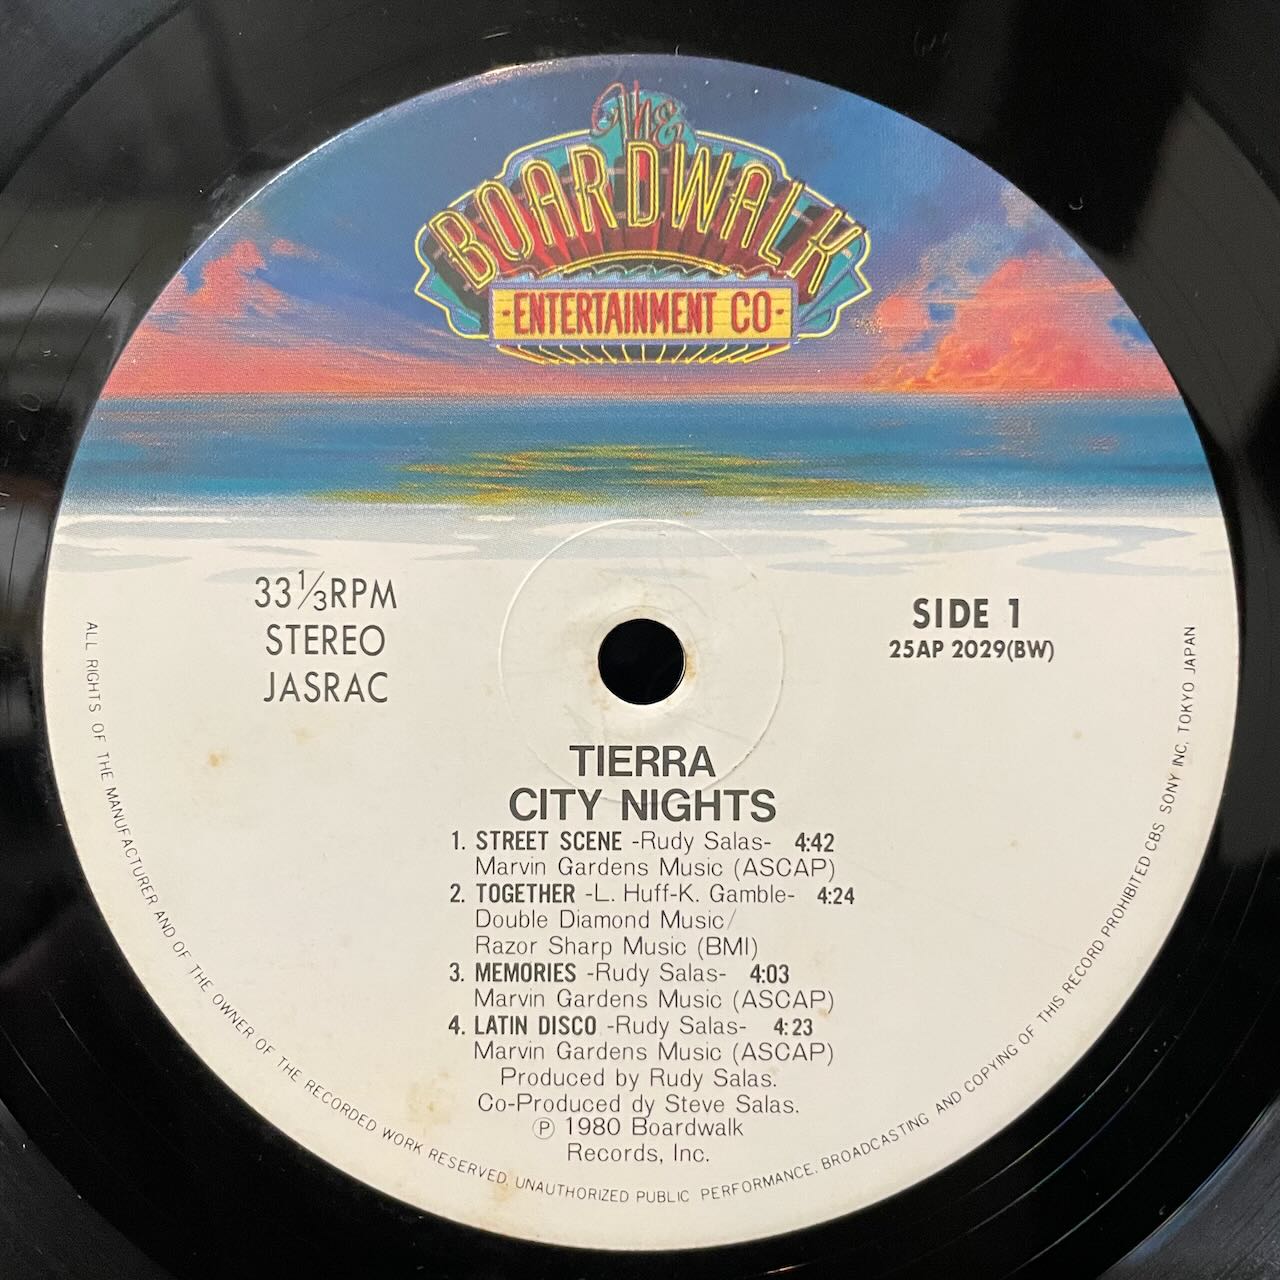 The
BOARDWALK
·ENTERTAINMENT CO·
33 1/3 RPM
STEREO
JASRAC
SIDE 1
25AP 2029(BW)
TIERRA
CITY NIGHTS
1. STREET SCENE -Rudy Salas- 4:42
Marvin Gardens Music (ASCAP)
2. TOGETHER -L. Huff-K. Gamble- 4:24
Double Diamond Music/
Razor Sharp Music (BMI)
3. MEMORIES -Rudy Salas- 4:03
Marvin Gardens Music (ASCAP)
4. LATIN DISCO -Rudy Salas- 4:23
Marvin Gardens Music (ASCAP)
Produced by Rudy Salas.
Co-Produced dy Steve Salas.
℗ 1980 Boardwalk
Records, Inc.
ALL RIGHTS OF THE MANUFACTURER AND OF THE OWNER OF THE RECORDED WORK RESERVED. UNAUTHORIZED PUBLIC PERFORMANCE. BROADCASTING AND COPYING OF THIS RECORD PROHIBITED CBS SONY INC. TOKYO JAPAN